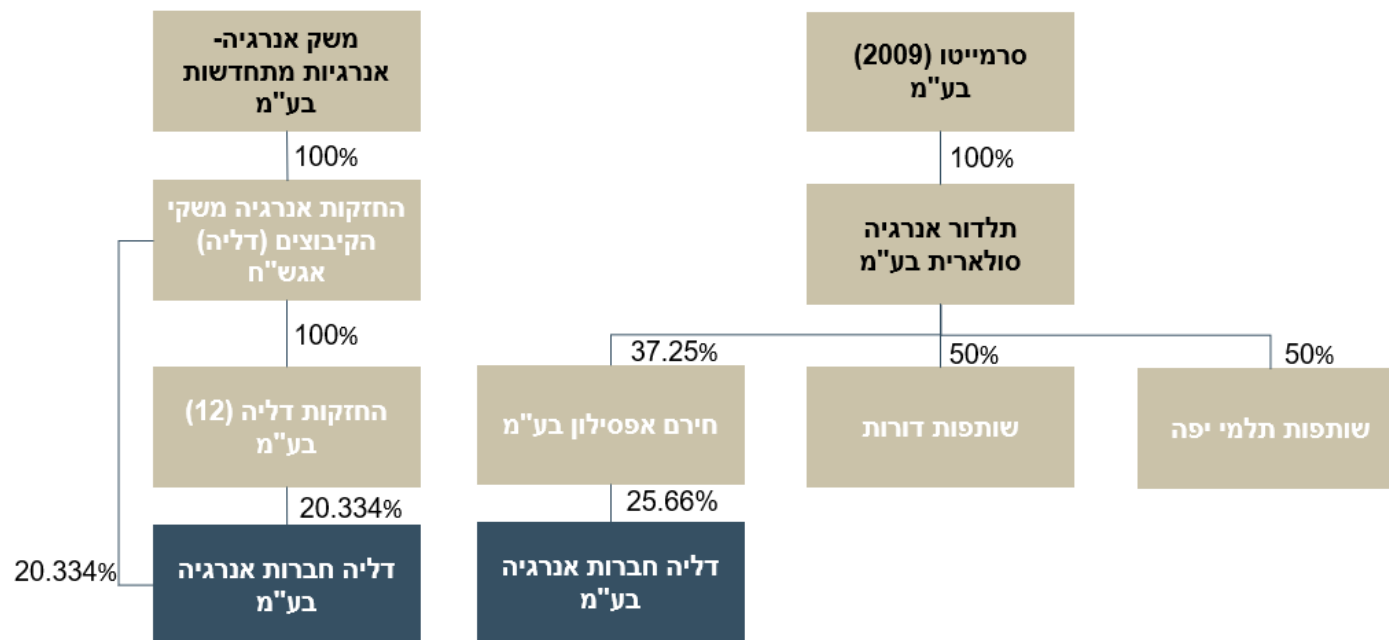 משק אנרגיה-
אנרגיות מתחדשות
בע"מ
100%
החזקות אנרגיה משקי
הקיבוצים (דליה)
אגש"ח
100%
החזקות דליה (12)
בע"מ
20.334%
20.334%
דליה חברות אנרגיה
בע"מ
סרמייטו (2009)
בע"מ
100%
תלדור אנרגיה
סולארית בע"מ
37.25%
50%
50%
חירם אפסילון בע"מ
שותפות דורות
שותפות תלמי יפה
25.66%
דליה חברות אנרגיה
בע"מ